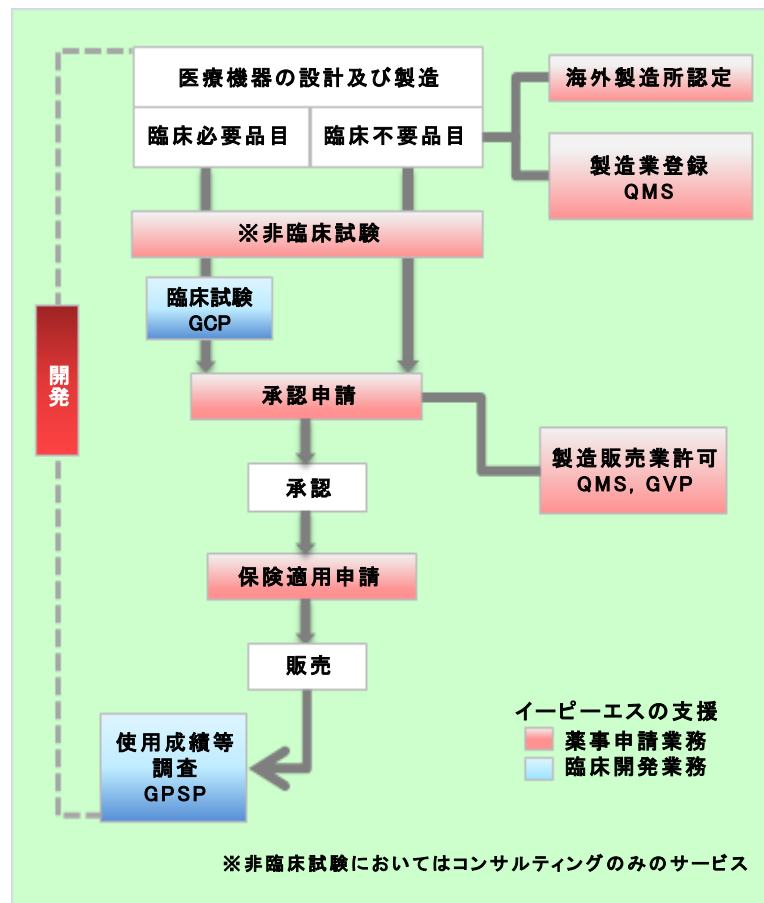 医療機器の設計及び製造
臨床必要品目
臨床不要品目
海外製造所認定
製造業登録
QMS
※非臨床試験
臨床試験
GCP
開発
承認申請
製造販売業許可
QMS, GVP
承認
保険適用申請
販売
使用成績等
調査
GPSP
イーピーエスの支援
薬事申請業務
臨床開発業務
※非臨床試験においてはコンサルティングのみのサービス